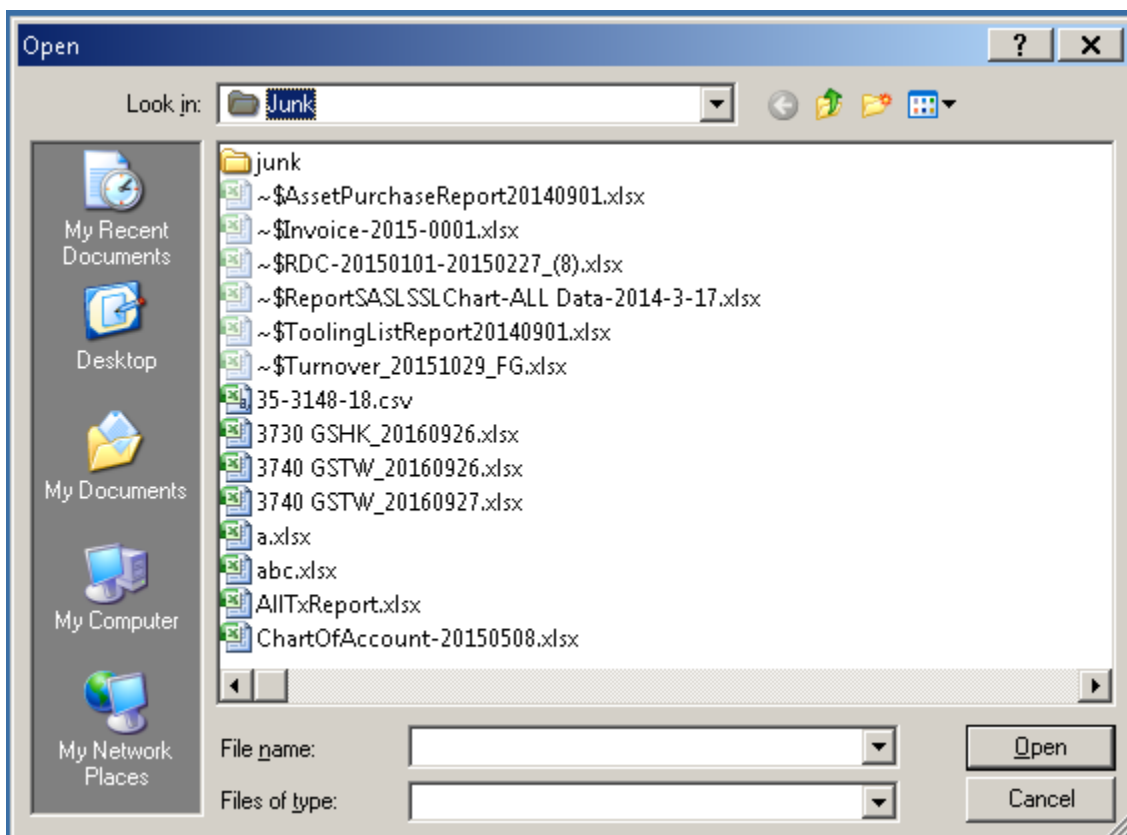 Open
Look in:
Junk
My Recent
Documents
Desktop
My Documents
My Computer
My Network
Places
junk
~$AssetPurchaseReport20140901.xlsx
~$Invoice-2015-0001.xlsx
~$RDC-20150101-20150227_(8).xlsx
~$ReportSASLSSLChart-ALL Data-2014-3-17.xlsx
~$ToolingListReport20140901.xlsx
~$Turnover_20151029_FG.xlsx
35-3148-18.csv
3730 GSHK_20160926.xlsx
3740 GSTW_20160926.xlsx
3740 GSTW_20160927.xlsx
a.xlsx
abc.xlsx
AllTxReport.xlsx
ChartOfAccount-20150508.xlsx
File name:
Open
Files of type:
Cancel